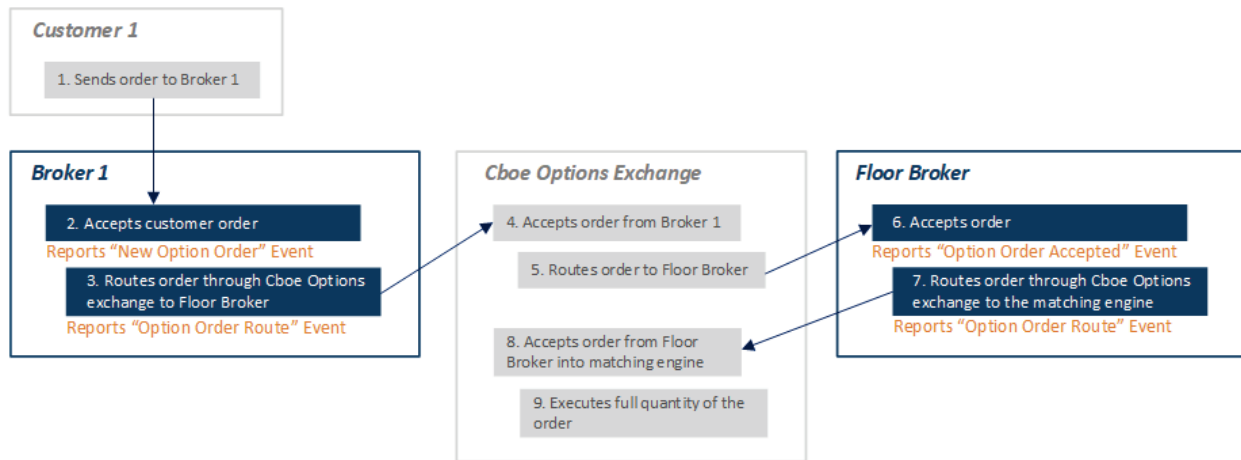 Customer 1
1. Sends order to Broker 1
Broker 1
2. Accepts customer order
Reports “New Option Order” Event
3. Routes order through Cboe Options
exchange to Floor Broker
Reports “Option Order Route” Event
Cboe Options Exchange
4. Accepts order from Broker 1
5. Routes order to Floor Broker
8. Accepts order from Floor
Broker into matching engine
9. Executes full quantity of the
order
Floor Broker
6. Accepts order
Reports “Option Order Accepted” Event
7. Routes order through Cboe Options
exchange to the matching engine
Reports “Option Order Route” Event